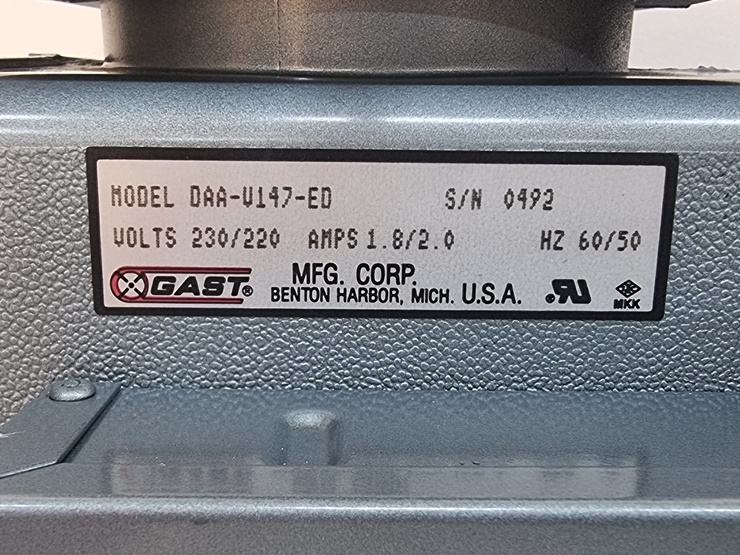 MODEL DAA-V147-ED S/N 0492
VOLTS 230/220 AMPS 1.8/2.0 HZ 60/50
GAST® MFG. CORP.
BENTON HARBOR, MICH. U.S.A.
RU MKK